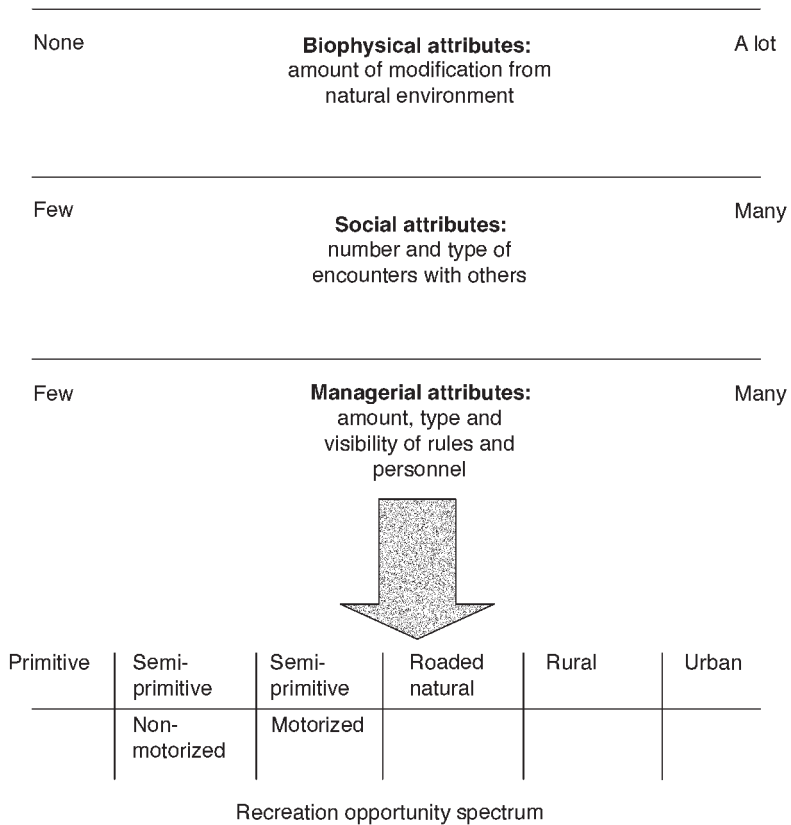 None
Biophysical attributes:
A lot
amount of modification from
natural environment
Few
Social attributes:
Many
number and type of
encounters with others
Few
Managerial attributes:
Many
amount, type and
visibility of rules and
personnel
Primitive
Semi-
primitive
Semi-
primitive
Roaded
natural
Rural
Urban
Non-
motorized
Motorized
Recreation opportunity spectrum